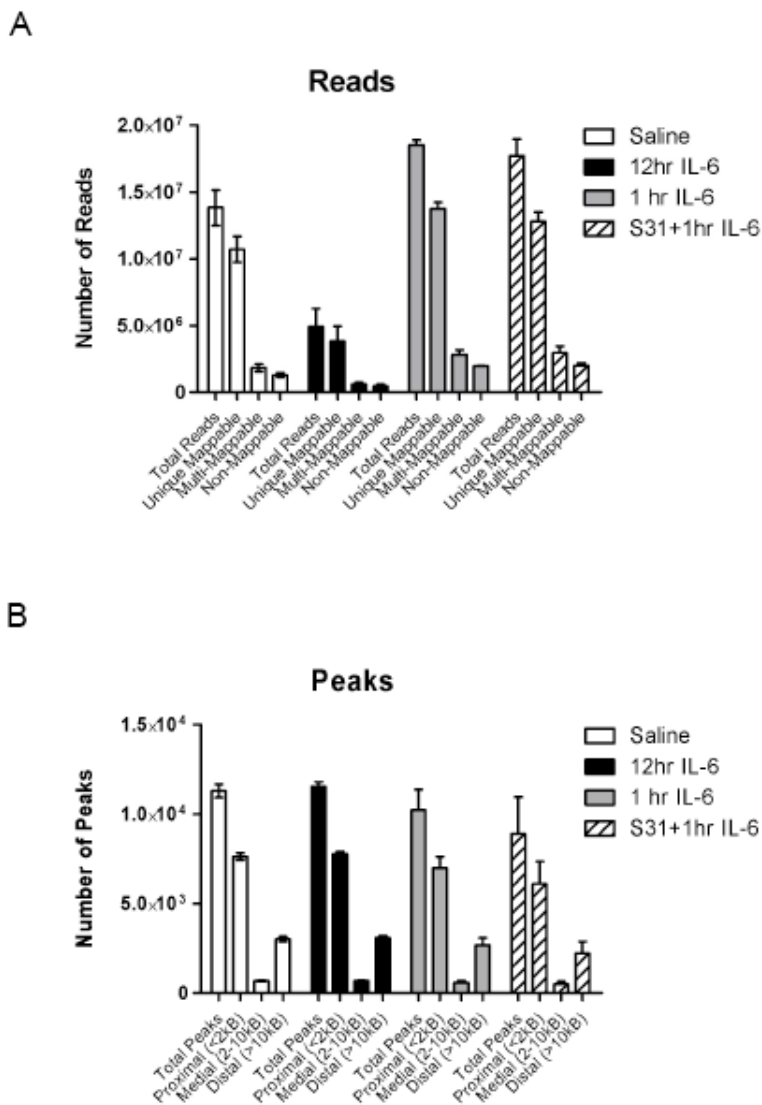 A
Reads
2.0×10⁷
1.5×10⁷
1.0×10⁷
5.0×10⁶
0
Number of Reads
Saline
12hr IL-6
1 hr IL-6
S31+1hr IL-6
Total Reads
Unique Mappable
Multi-Mappable
Non-Mappable
Total Reads
Unique Mappable
Multi-Mappable
Non-Mappable
Total Reads
Unique Mappable
Multi-Mappable
Non-Mappable
Total Reads
Unique Mappable
Multi-Mappable
Non-Mappable
B
Peaks
1.5×10⁴
1.0×10⁴
5.0×10³
0
Number of Peaks
Saline
12hr IL-6
1 hr IL-6
S31+1hr IL-6
Total Peaks
Proximal (<2kB)
Medial (2-10kB)
Distal (>10kB)
Total Peaks
Proximal (<2kB)
Medial (2-10kB)
Distal (>10kB)
Total Peaks
Proximal (<2kB)
Medial (2-10kB)
Distal (>10kB)
Total Peaks
Proximal (<2kB)
Medial (2-10kB)
Distal (>10kB)